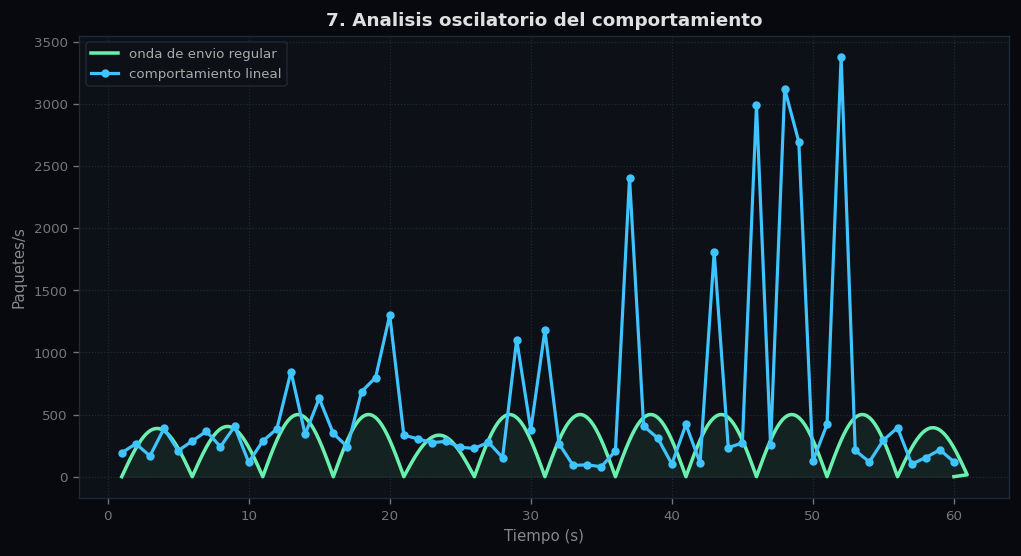 7. Analisis oscilatorio del comportamiento
onda de envio regular
comportamiento lineal
Paquetes/s
3500
3000
2500
2000
1500
1000
500
0
0 10 20 30 40 50 60
Tiempo (s)